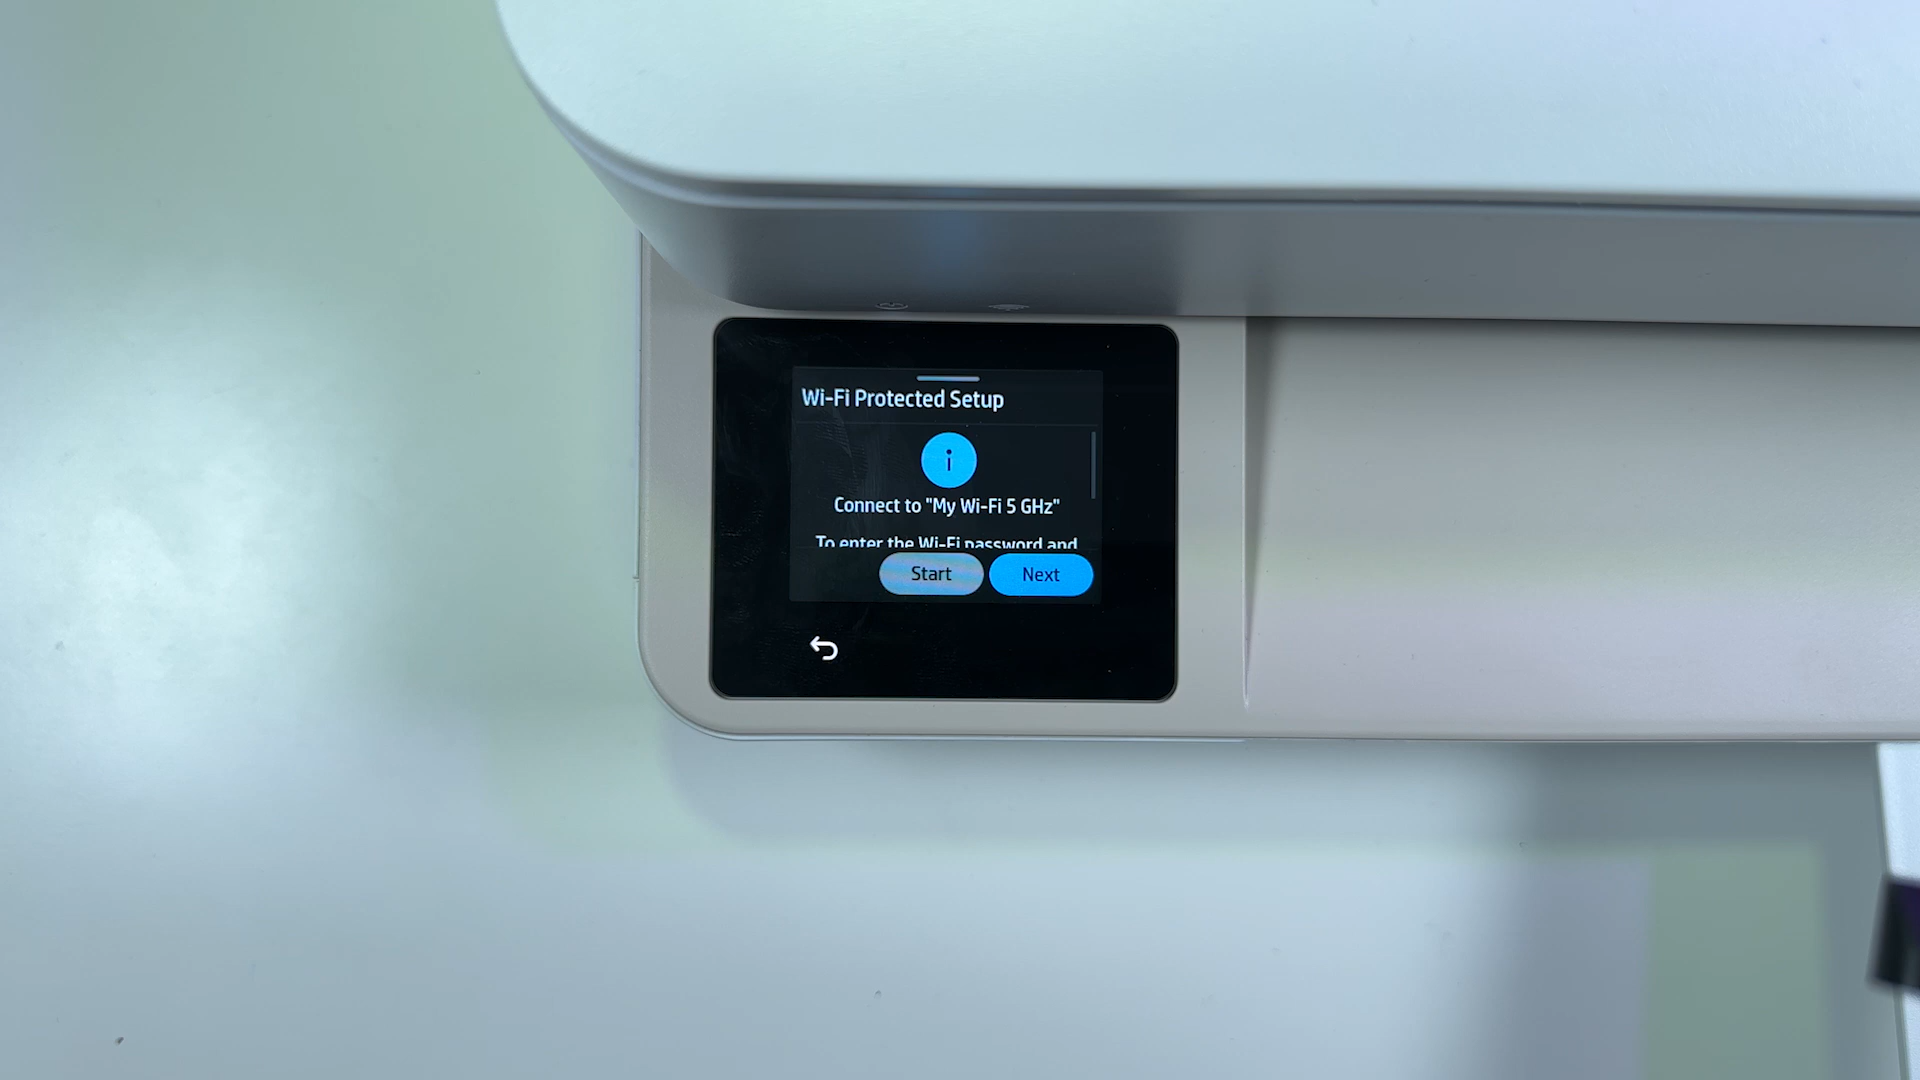 Wi-Fi Protected Setup
Connect to "My Wi-Fi 5 GHz"
To enter the Wi-Fi password and
Start
Next